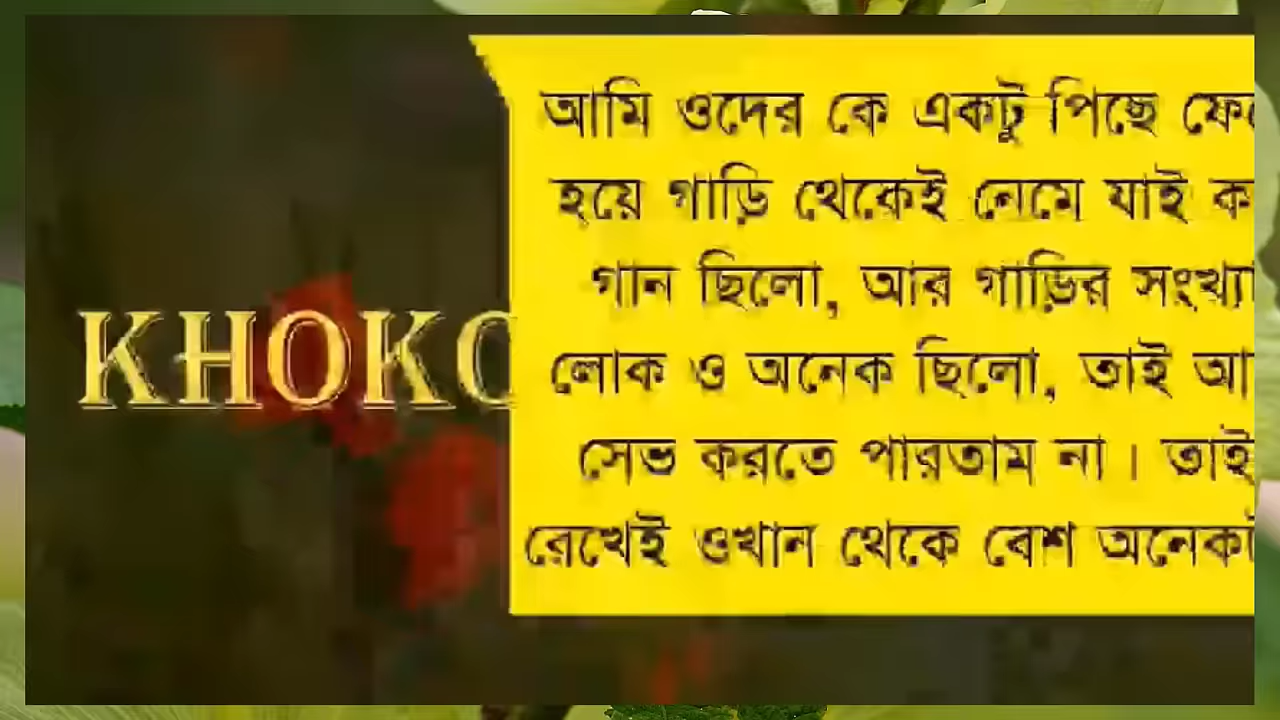 KHOKO
আমি ওদের কে একটু পিছে
হয়ে গাড়ি থেকেই নেমে যাই
গান ছিলো, আর গাড়ির সংখ্যা
লোক ও অনেক ছিলো, তাই
সেভ করতে পারতাম না। তাই
রেখেই ওখান থেকে বেশ